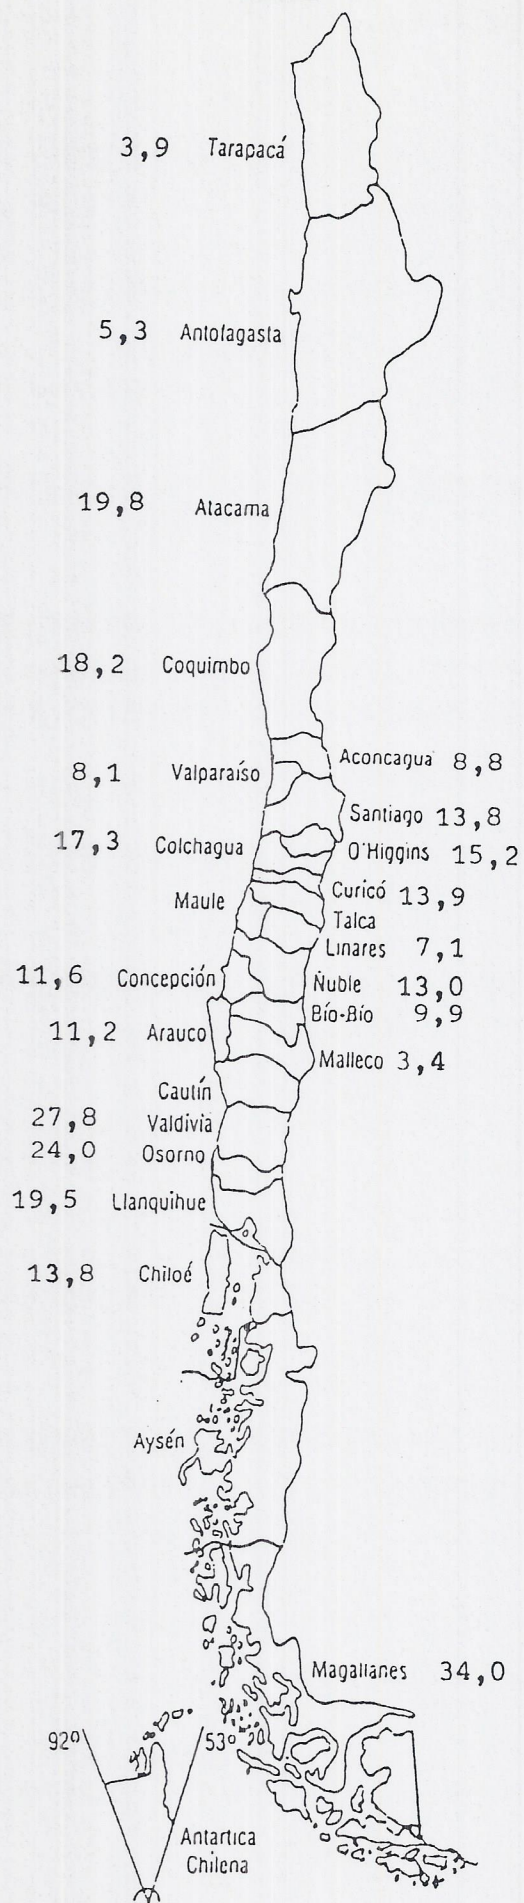 3,9 Tarapacá
5,3 Antofagasta
19,8 Atacama
18,2 Coquimbo
Aconcagua 8,8
8,1 Valparaíso
Santiago 13,8
17,3 Colchagua
O'Higgins 15,2
Curicó 13,9
Maule
Talca
Linares 7,1
11,6 Concepción
Ñuble 13,0
Bío-Bío 9,9
11,2 Arauco
Malleco 3,4
Cautín
27,8 Valdivia
24,0 Osorno
19,5 Llanquihue
13,8 Chiloé
Aysén
Magallanes 34,0
92º 53º
Antártica
Chilena